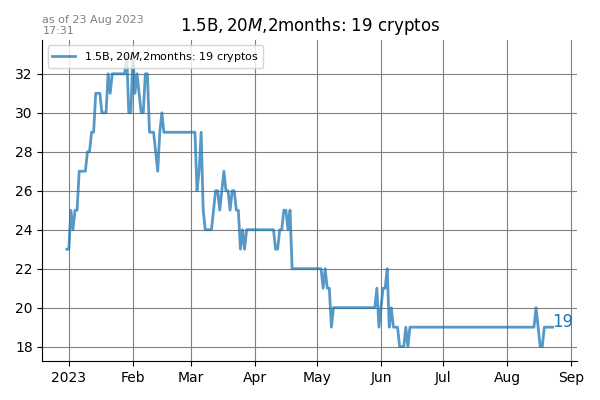 as of 23 Aug 2023
17:31
1.5B, 20M,2months: 19 cryptos
1.5B, 20M,2months: 19 cryptos
32
30
28
26
24
22
20
18
19
2023 Feb Mar Apr May Jun Jul Aug Sep